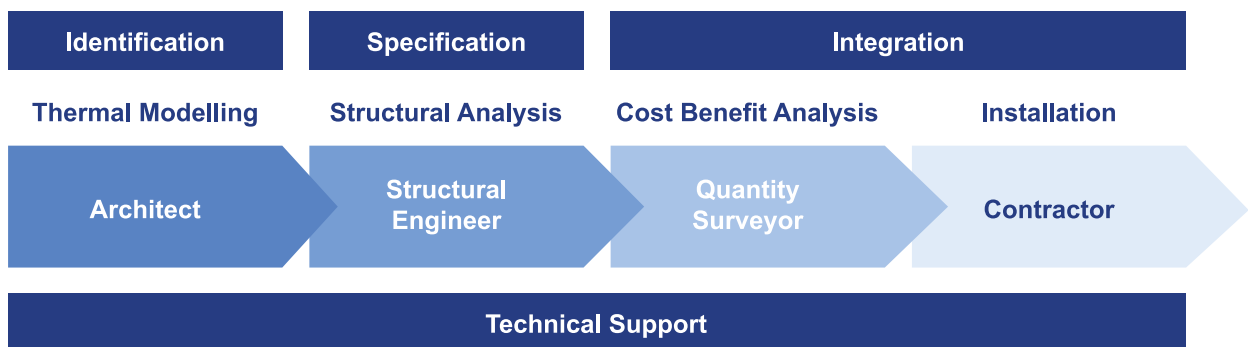 Identification
Specification
Integration
Thermal Modelling
Structural Analysis
Cost Benefit Analysis
Installation
Architect
Structural
Engineer
Quantity
Surveyor
Contractor
Technical Support